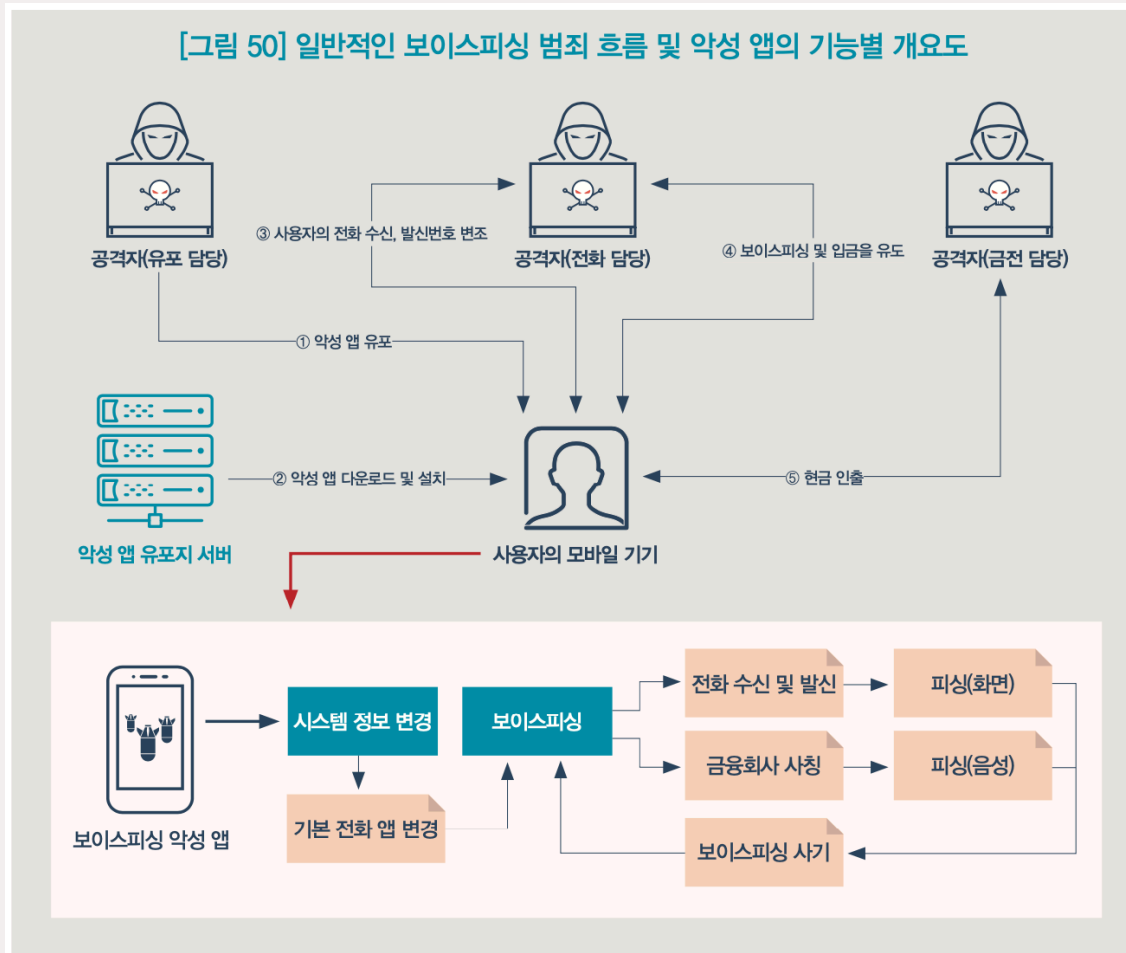 [그림 50] 일반적인 보이스피싱 범죄 흐름 및 악성 앱의 기능별 개요도
공격자(유포 담당)
공격자(전화 담당)
공격자(금전 담당)
③ 사용자의 전화 수신, 발신번호 변조
④ 보이스피싱 및 입금을 유도
① 악성 앱 유포
② 악성 앱 다운로드 및 설치
⑤ 현금 인출
악성 앱 유포지 서버
사용자의 모바일 기기
보이스피싱 악성 앱
시스템 정보 변경
기본 전화 앱 변경
보이스피싱
전화 수신 및 발신
피싱(화면)
금융회사 사칭
피싱(음성)
보이스피싱 사기